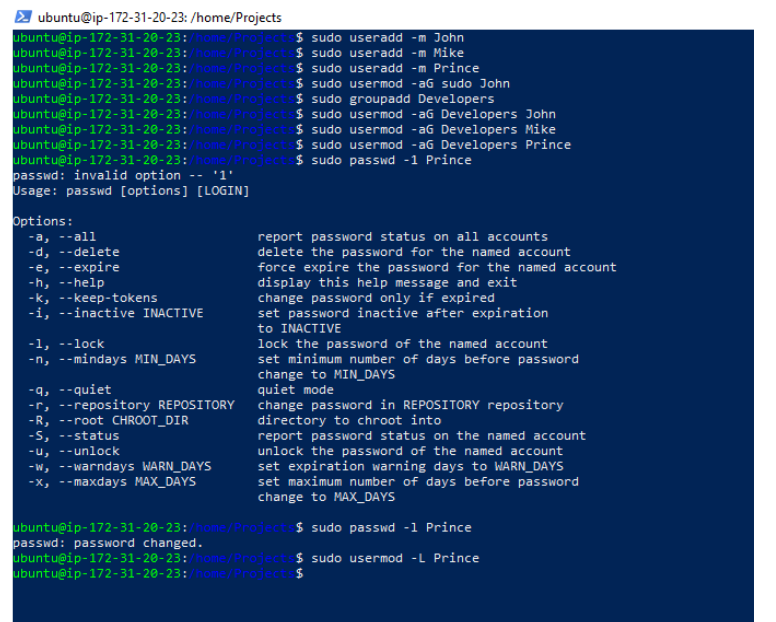 ubuntu@ip-172-31-20-23: /home/Projects
ubuntu@ip-172-31-20-23:/home/Projects$ sudo useradd -m John
ubuntu@ip-172-31-20-23:/home/Projects$ sudo useradd -m Mike
ubuntu@ip-172-31-20-23:/home/Projects$ sudo useradd -m Prince
ubuntu@ip-172-31-20-23:/home/Projects$ sudo usermod -aG sudo John
ubuntu@ip-172-31-20-23:/home/Projects$ sudo groupadd Developers
ubuntu@ip-172-31-20-23:/home/Projects$ sudo usermod -aG Developers John
ubuntu@ip-172-31-20-23:/home/Projects$ sudo usermod -aG Developers Mike
ubuntu@ip-172-31-20-23:/home/Projects$ sudo usermod -aG Developers Prince
ubuntu@ip-172-31-20-23:/home/Projects$ sudo passwd -1 Prince
passwd: invalid option -- '1'
Usage: passwd [options] [LOGIN]

Options:
  -a, --all                     report password status on all accounts
  -d, --delete                  delete the password for the named account
  -e, --expire                  force expire the password for the named account
  -h, --help                    display this help message and exit
  -k, --keep-tokens             change password only if expired
  -i, --inactive INACTIVE       set password inactive after expiration
                                to INACTIVE
  -l, --lock                    lock the password of the named account
  -n, --mindays MIN_DAYS        set minimum number of days before password
                                change to MIN_DAYS
  -q, --quiet                   quiet mode
  -r, --repository REPOSITORY   change password in REPOSITORY repository
  -R, --root CHROOT_DIR         directory to chroot into
  -S, --status                  report password status on the named account
  -u, --unlock                  unlock the password of the named account
  -w, --warndays WARN_DAYS      set expiration warning days to WARN_DAYS
  -x, --maxdays MAX_DAYS        set maximum number of days before password
                                change to MAX_DAYS

ubuntu@ip-172-31-20-23:/home/Projects$ sudo passwd -l Prince
passwd: password changed.
ubuntu@ip-172-31-20-23:/home/Projects$ sudo usermod -L Prince
ubuntu@ip-172-31-20-23:/home/Projects$